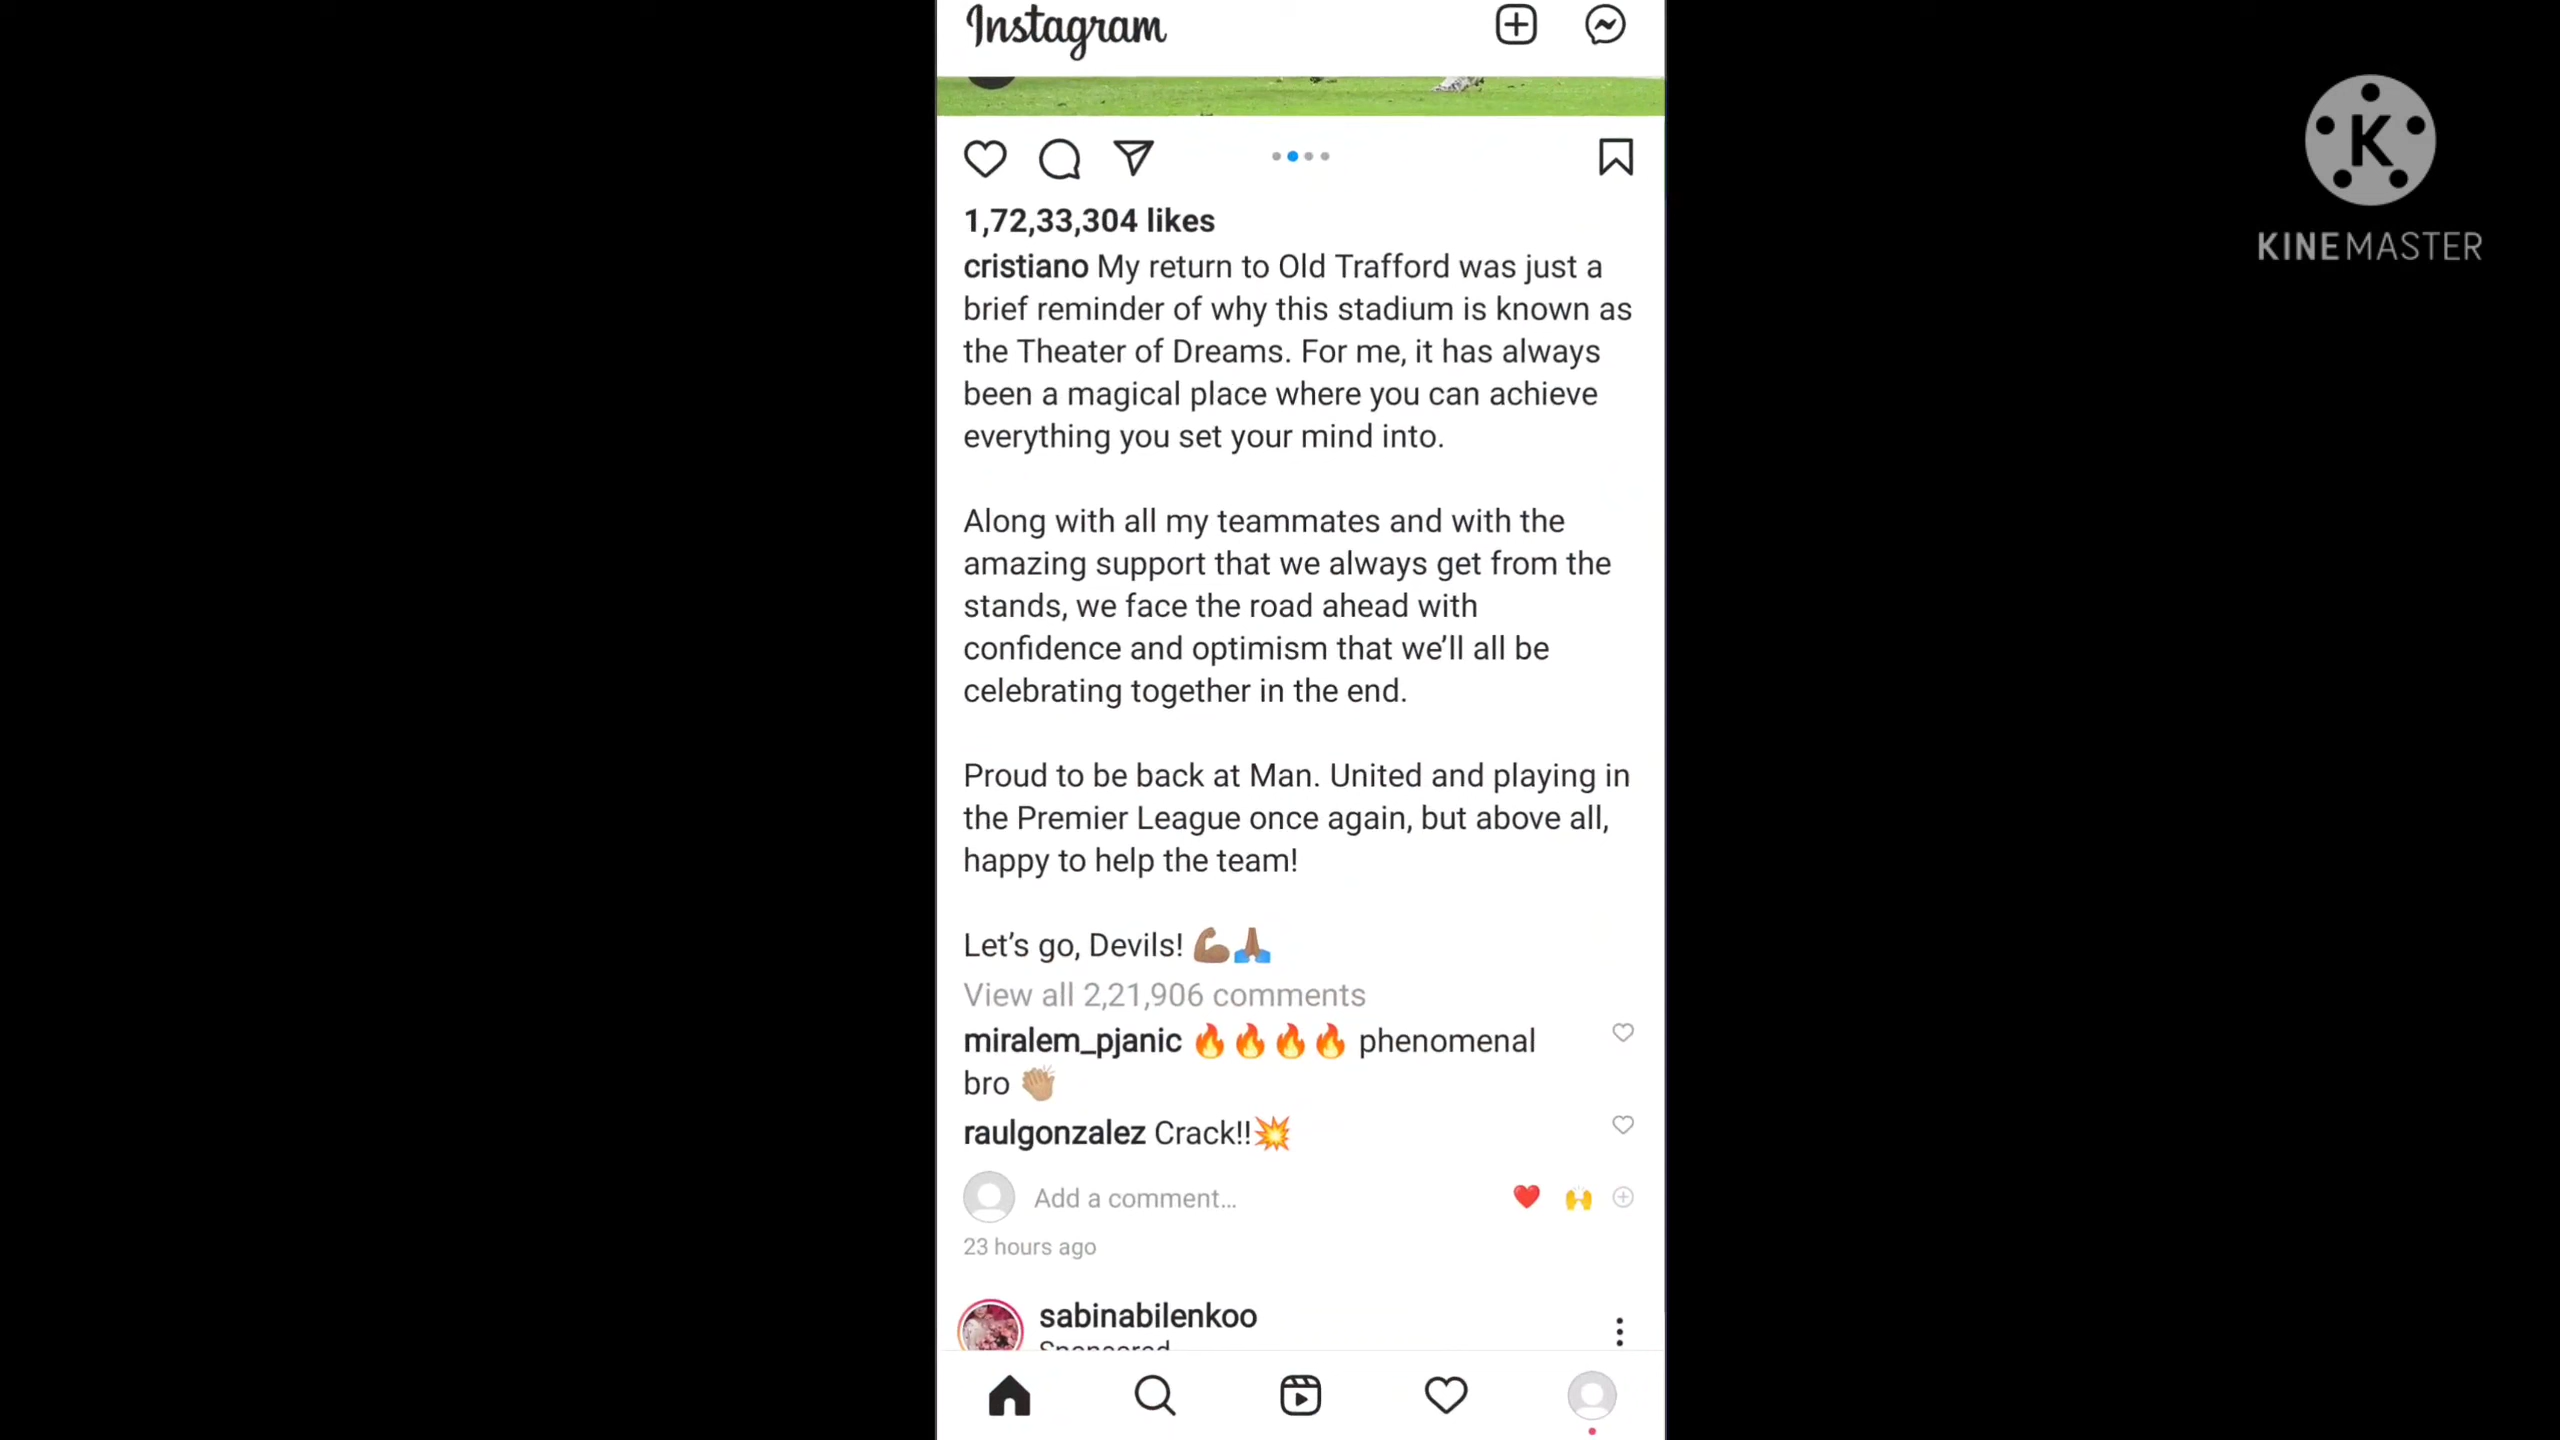 Instagram
1,72,33,304 likes
cristiano My return to Old Trafford was just a
brief reminder of why this stadium is known as
the Theater of Dreams. For me, it has always
been a magical place where you can achieve
everything you set your mind into.
Along with all my teammates and with the
amazing support that we always get from the
stands, we face the road ahead with
confidence and optimism that we’ll all be
celebrating together in the end.
Proud to be back at Man. United and playing in
the Premier League once again, but above all,
happy to help the team!
Let’s go, Devils! 💪🏽🙏🏽
View all 2,21,906 comments
miralem_pjanic 🔥🔥🔥🔥 phenomenal
bro 👏🏼
raulgonzalez Crack!!💥
Add a comment...
23 hours ago
sabinabilenkoo
Sponsored
K
KINEMASTER